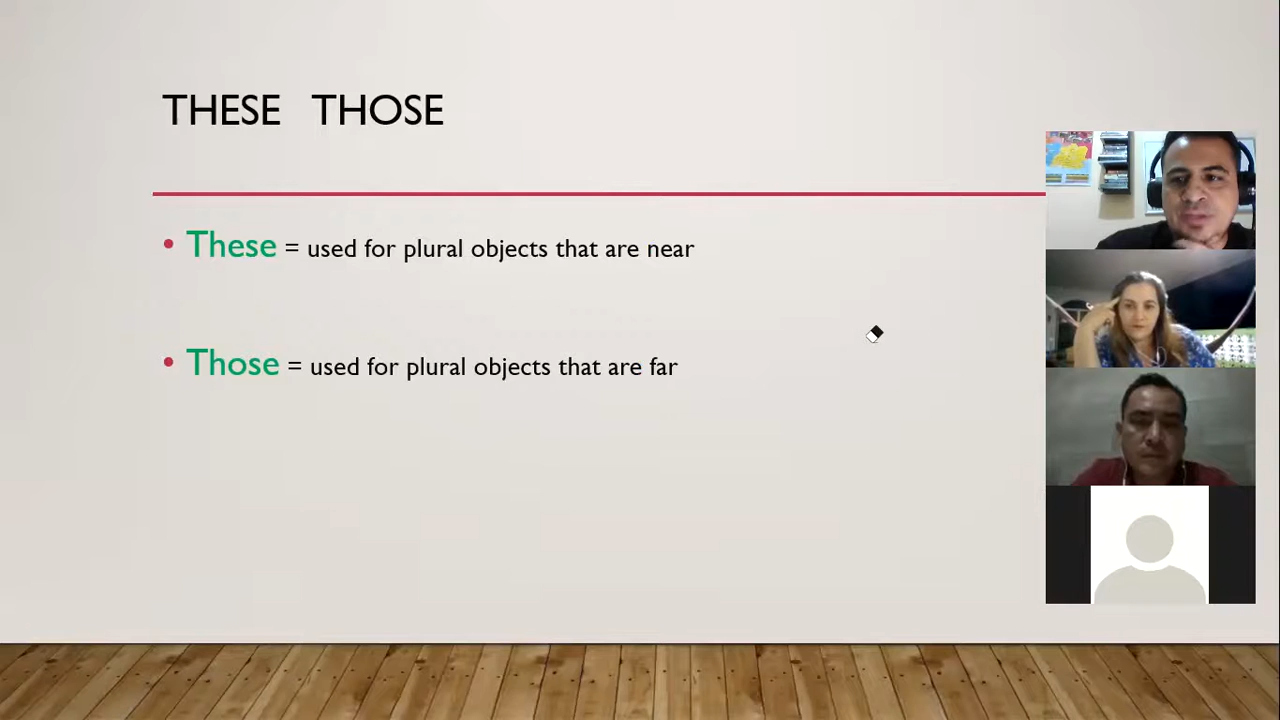 THESE THOSE
• These = used for plural objects that are near
• Those = used for plural objects that are far